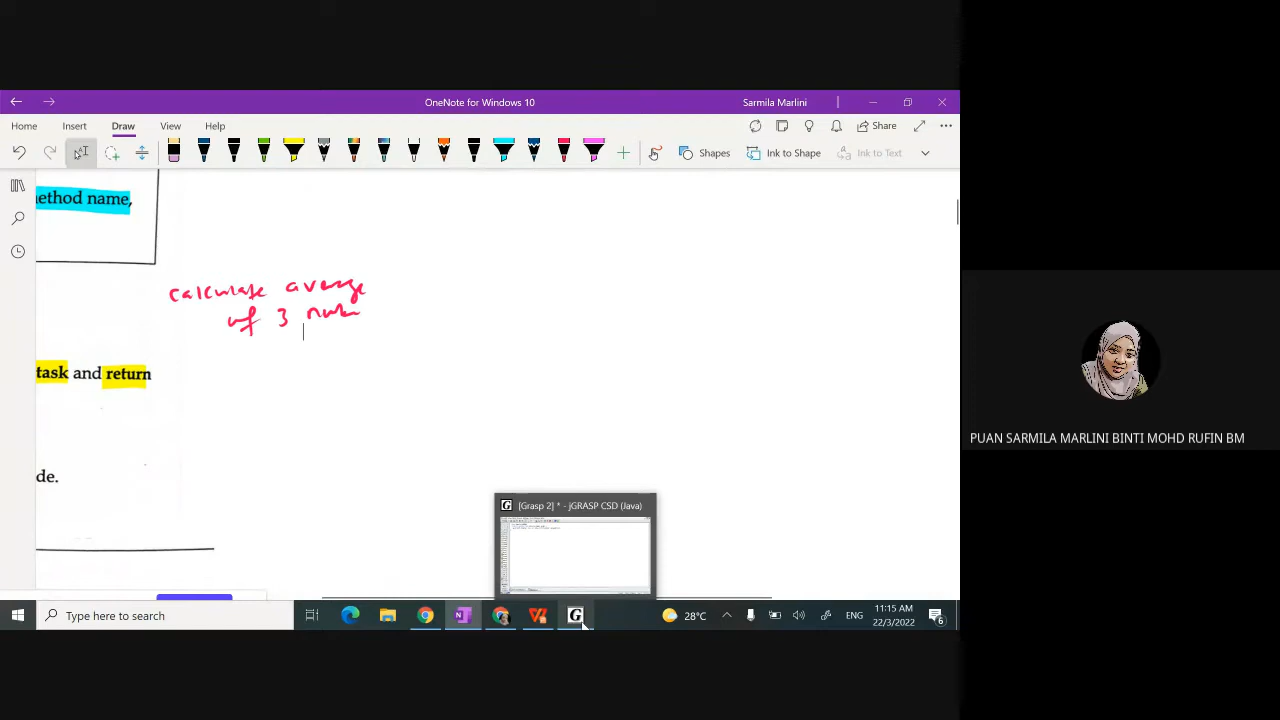 OneNote for Windows 10
Sarmila Marlini
Home Insert Draw View Help
Share
Shapes Ink to Shape Ink to Text
ethod name,
calculate average
of 3
task and return
de.
[Grasp 2] * - jGRASP CSD (Java)
PUAN SARMILA MARLINI BINTI MOHD RUFIN BM
Type here to search
28°C
ENG
11:15 AM
22/3/2022
6